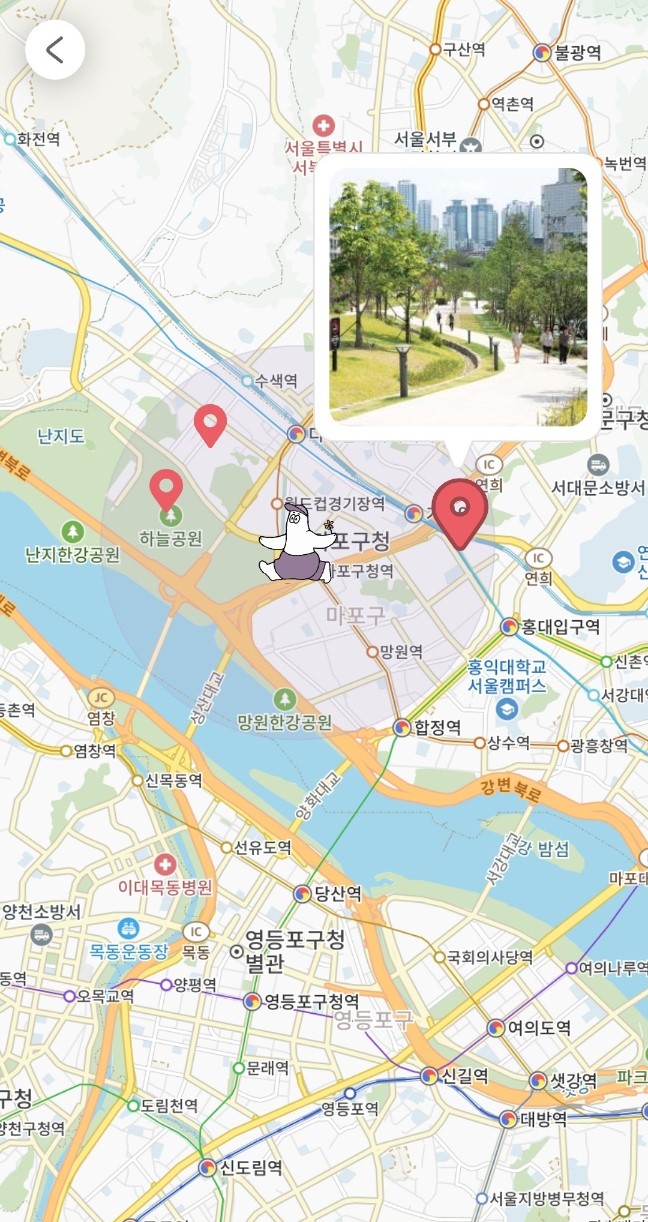 구산역
불광역
역촌역
화전역
서울특별시
서울서부
녹번역
수색역
난지도
IC
연희
서대문소방서
월드컵경기장역
하늘공원
난지한강공원
마포구청
마포구청역
IC
연희
마포구
홍대입구역
망원역
홍익대학교
서울캠퍼스
신촌역
서강대역
성산대교
망원한강공원
JC
염창
합정역
상수역
광흥창역
염창역
신목동역
강변북로
양화대교
선유도역
서강대교
밤섬
이대목동병원
당산역
양천소방서
IC
목동
목동운동장
영등포구청
별관
국회의사당역
여의나루역
오목교역
양평역
영등포구청역
영등포구
여의도역
문래역
신길역
샛강역
도림천역
영등포역
대방역
양천구청역
신도림역
서울지방병무청역